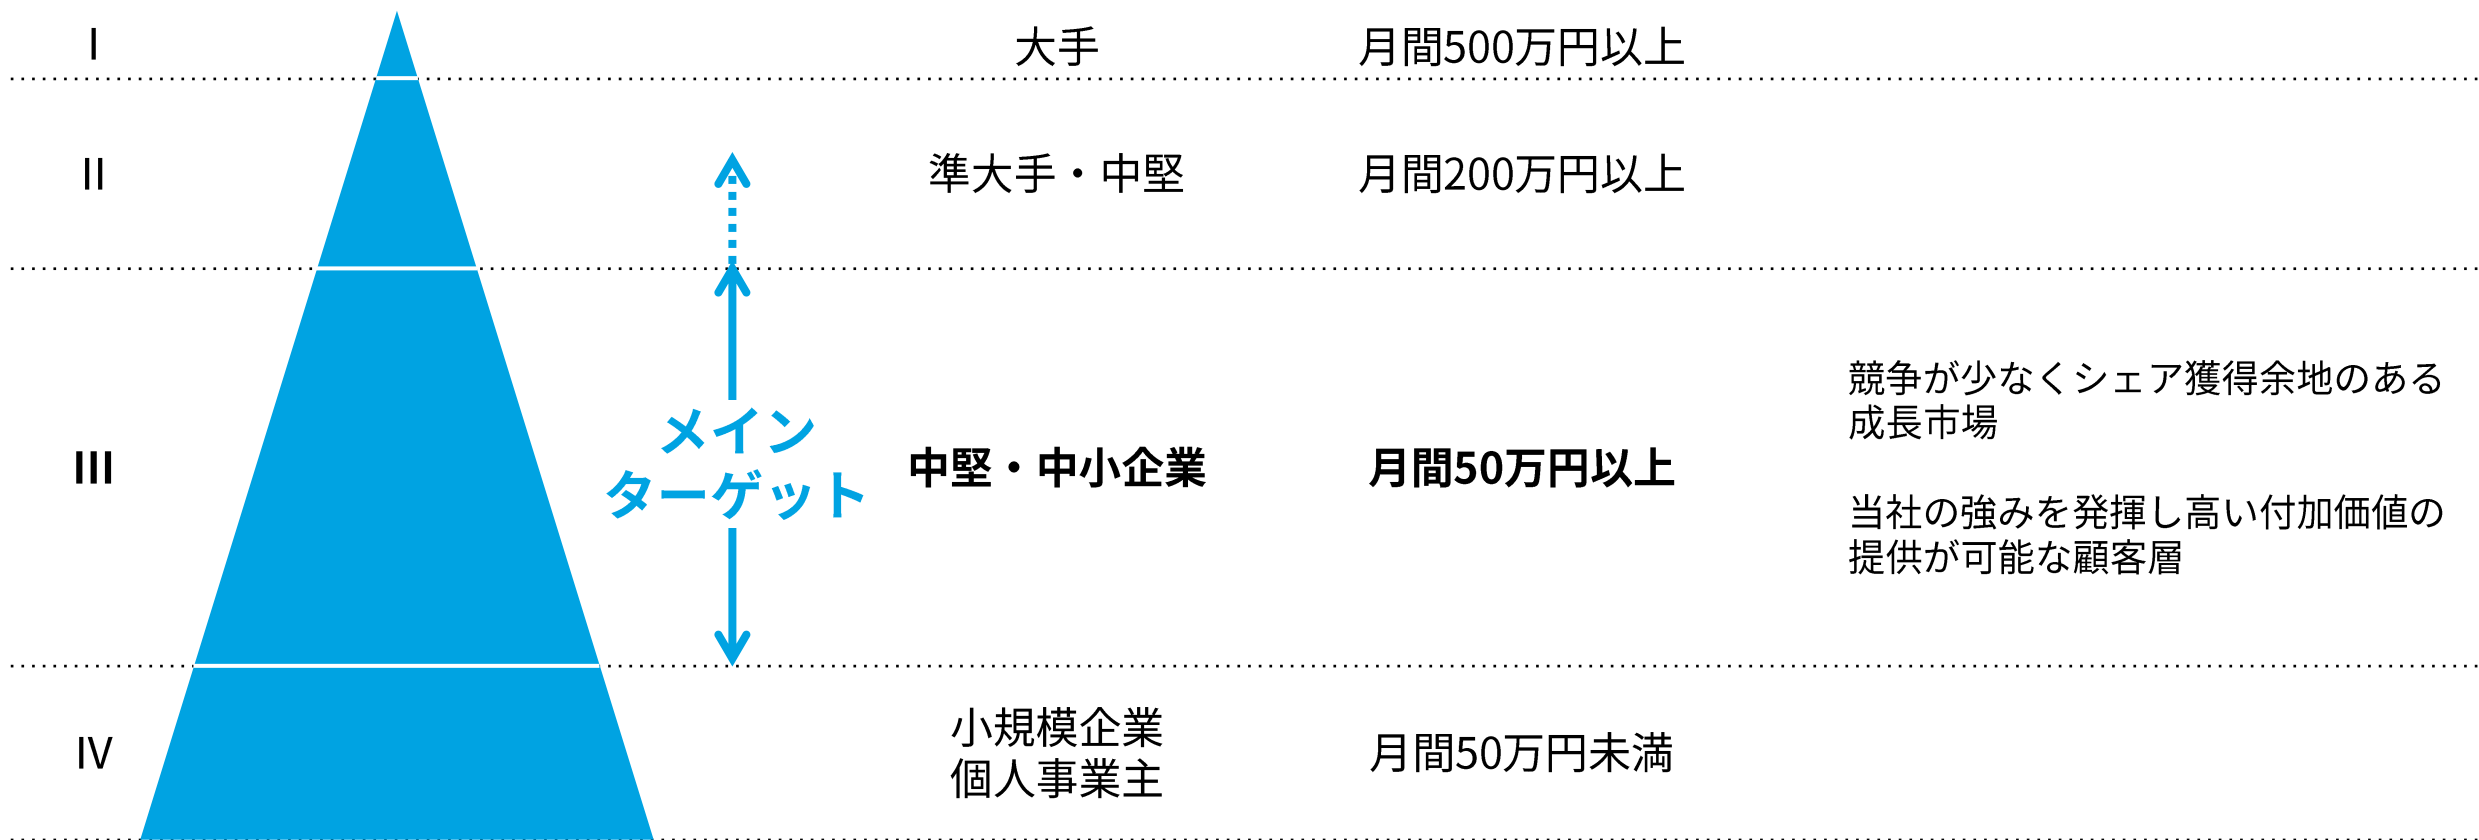 I
大手
月間500万円以上
II
準大手・中堅
月間200万円以上
III
メイン
ターゲット
中堅・中小企業
月間50万円以上
競争が少なくシェア獲得余地のある
成長市場
当社の強みを発揮し高い付加価値の
提供が可能な顧客層
IV
小規模企業
個人事業主
月間50万円未満